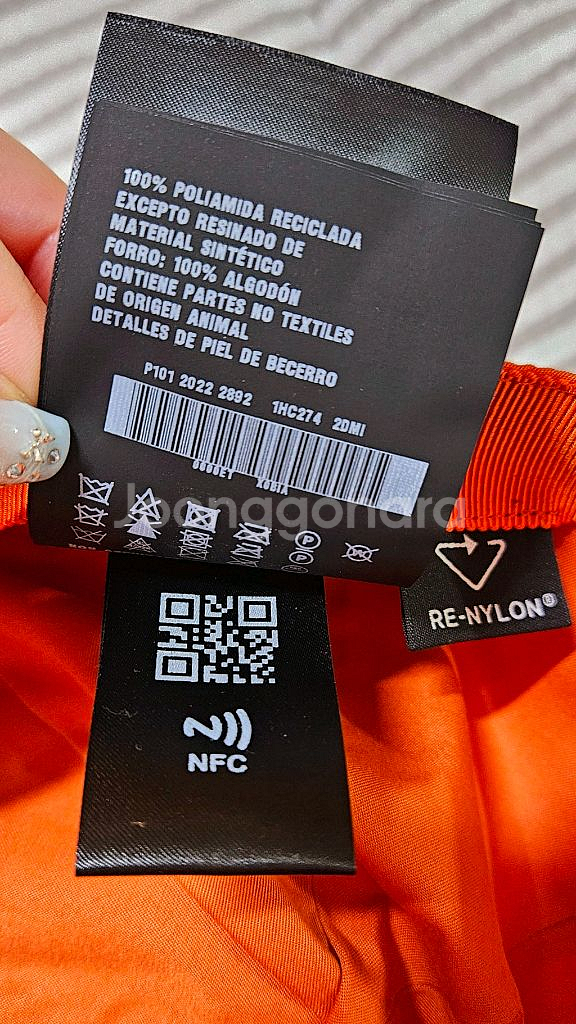 100% POLIAMIDA RECICLADA
EXCEPTO RESINADO DE
MATERIAL SINTÉTICO
FORRO: 100% ALGODÓN
CONTIENE PARTES NO TEXTILES
DE ORIGEN ANIMAL
DETALLES DE PIEL DE BECERRO
P101 2022 2892 1HC274 2DMI
Joonggonara
RE-NYLON®
NFC